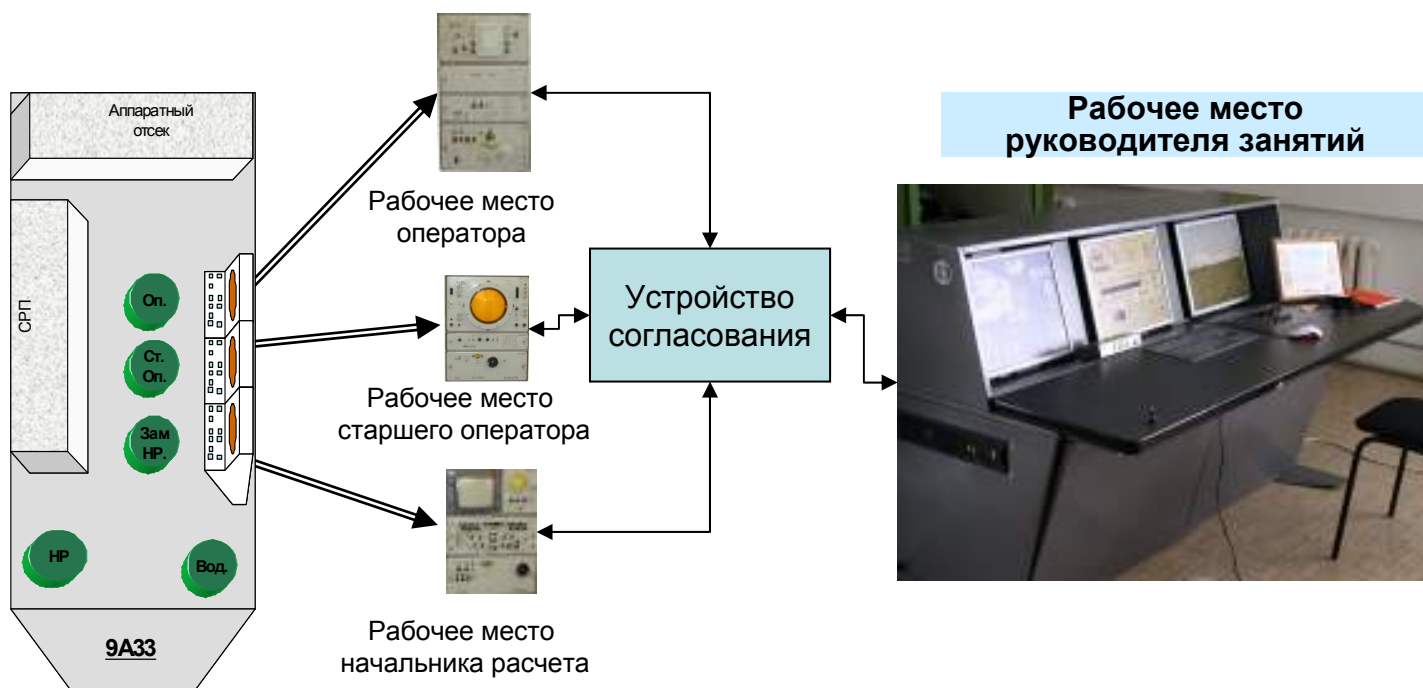 Аппаратный
отсек
СРП
Оп.
Ст.
Оп.
Зам
НР.
НР
Вод.
9А33
Рабочее место
оператора
Рабочее место
старшего оператора
Рабочее место
начальника расчета
Устройство
согласования
Рабочее место
руководителя занятий